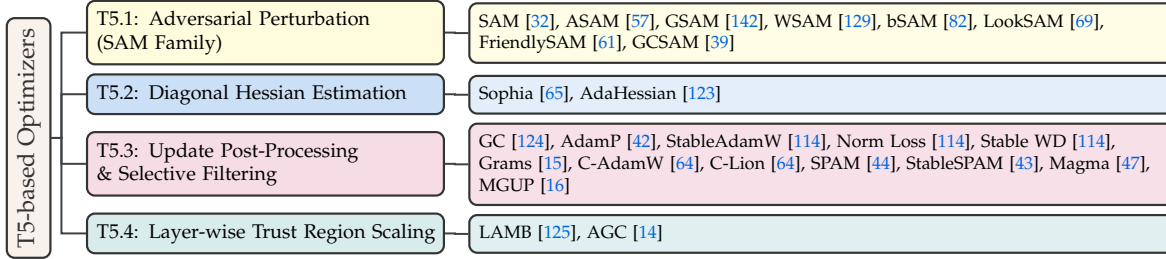 T5-based Optimizers
T5.1: Adversarial Perturbation
(SAM Family)
SAM [32], ASAM [57], GSAM [142], WSAM [129], bSAM [82], LookSAM [69],
FriendlySAM [61], GCSAM [39]
T5.2: Diagonal Hessian Estimation
Sophia [65], AdaHessian [123]
T5.3: Update Post-Processing
& Selective Filtering
GC [124], AdamP [42], StableAdamW [114], Norm Loss [114], Stable WD [114],
Grams [15], C-AdamW [64], C-Lion [64], SPAM [44], StableSPAM [43], Magma [47],
MGUP [16]
T5.4: Layer-wise Trust Region Scaling
LAMB [125], AGC [14]